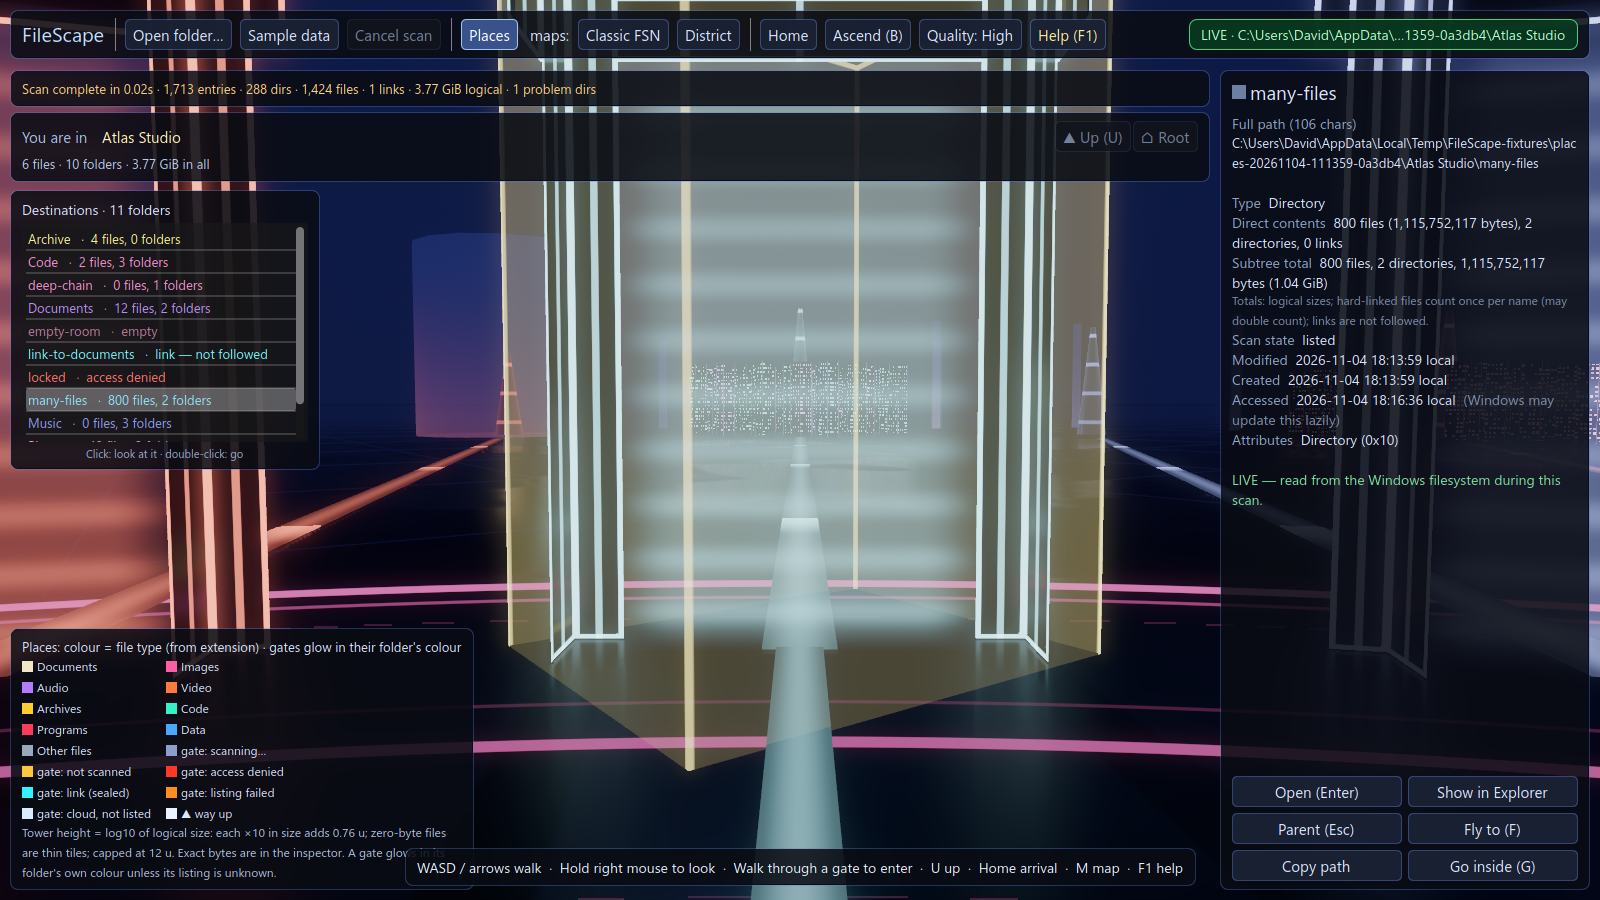 FileScape
Open folder...
Sample data
Cancel scan
Places
maps:
Classic FSN
District
Home
Ascend (B)
Quality: High
Help (F1)
LIVE · C:\Users\David\AppData\...1359-0a3db4\Atlas Studio
Scan complete in 0.02s · 1,713 entries · 288 dirs · 1,424 files · 1 links · 3.77 GiB logical · 1 problem dirs
You are in Atlas Studio
▲ Up (U)
⌂ Root
6 files · 10 folders · 3.77 GiB in all
Destinations · 11 folders
Archive · 4 files, 0 folders
Code · 2 files, 3 folders
deep-chain · 0 files, 1 folders
Documents · 12 files, 2 folders
empty-room · empty
link-to-documents · link — not followed
locked · access denied
many-files · 800 files, 2 folders
Music · 0 files, 3 folders
Click: look at it · double-click: go
many-files
Full path (106 chars)
C:\Users\David\AppData\Local\Temp\FileScape-fixtures\plac
es-20261104-111359-0a3db4\Atlas Studio\many-files
Type Directory
Direct contents 800 files (1,115,752,117 bytes), 2
directories, 0 links
Subtree total 800 files, 2 directories, 1,115,752,117
bytes (1.04 GiB)
Totals: logical sizes; hard-linked files count once per name (may
double count); links are not followed.
Scan state listed
Modified 2026-11-04 18:13:59 local
Created 2026-11-04 18:13:59 local
Accessed 2026-11-04 18:16:36 local (Windows may
update this lazily)
Attributes Directory (0x10)
LIVE — read from the Windows filesystem during this
scan.
Open (Enter)
Show in Explorer
Parent (Esc)
Fly to (F)
Copy path
Go inside (G)
Places: colour = file type (from extension) · gates glow in their folder's colour
Documents
Images
Audio
Video
Archives
Code
Programs
Data
Other files
gate: scanning...
gate: not scanned
gate: access denied
gate: link (sealed)
gate: listing failed
gate: cloud, not listed
▲ way up
Tower height = log10 of logical size: each ×10 in size adds 0.76 u; zero-byte files
are thin tiles; capped at 12 u. Exact bytes are in the inspector. A gate glows in its
folder's own colour unless its listing is unknown.
WASD / arrows walk · Hold right mouse to look · Walk through a gate to enter · U up · Home arrival · M map · F1 help